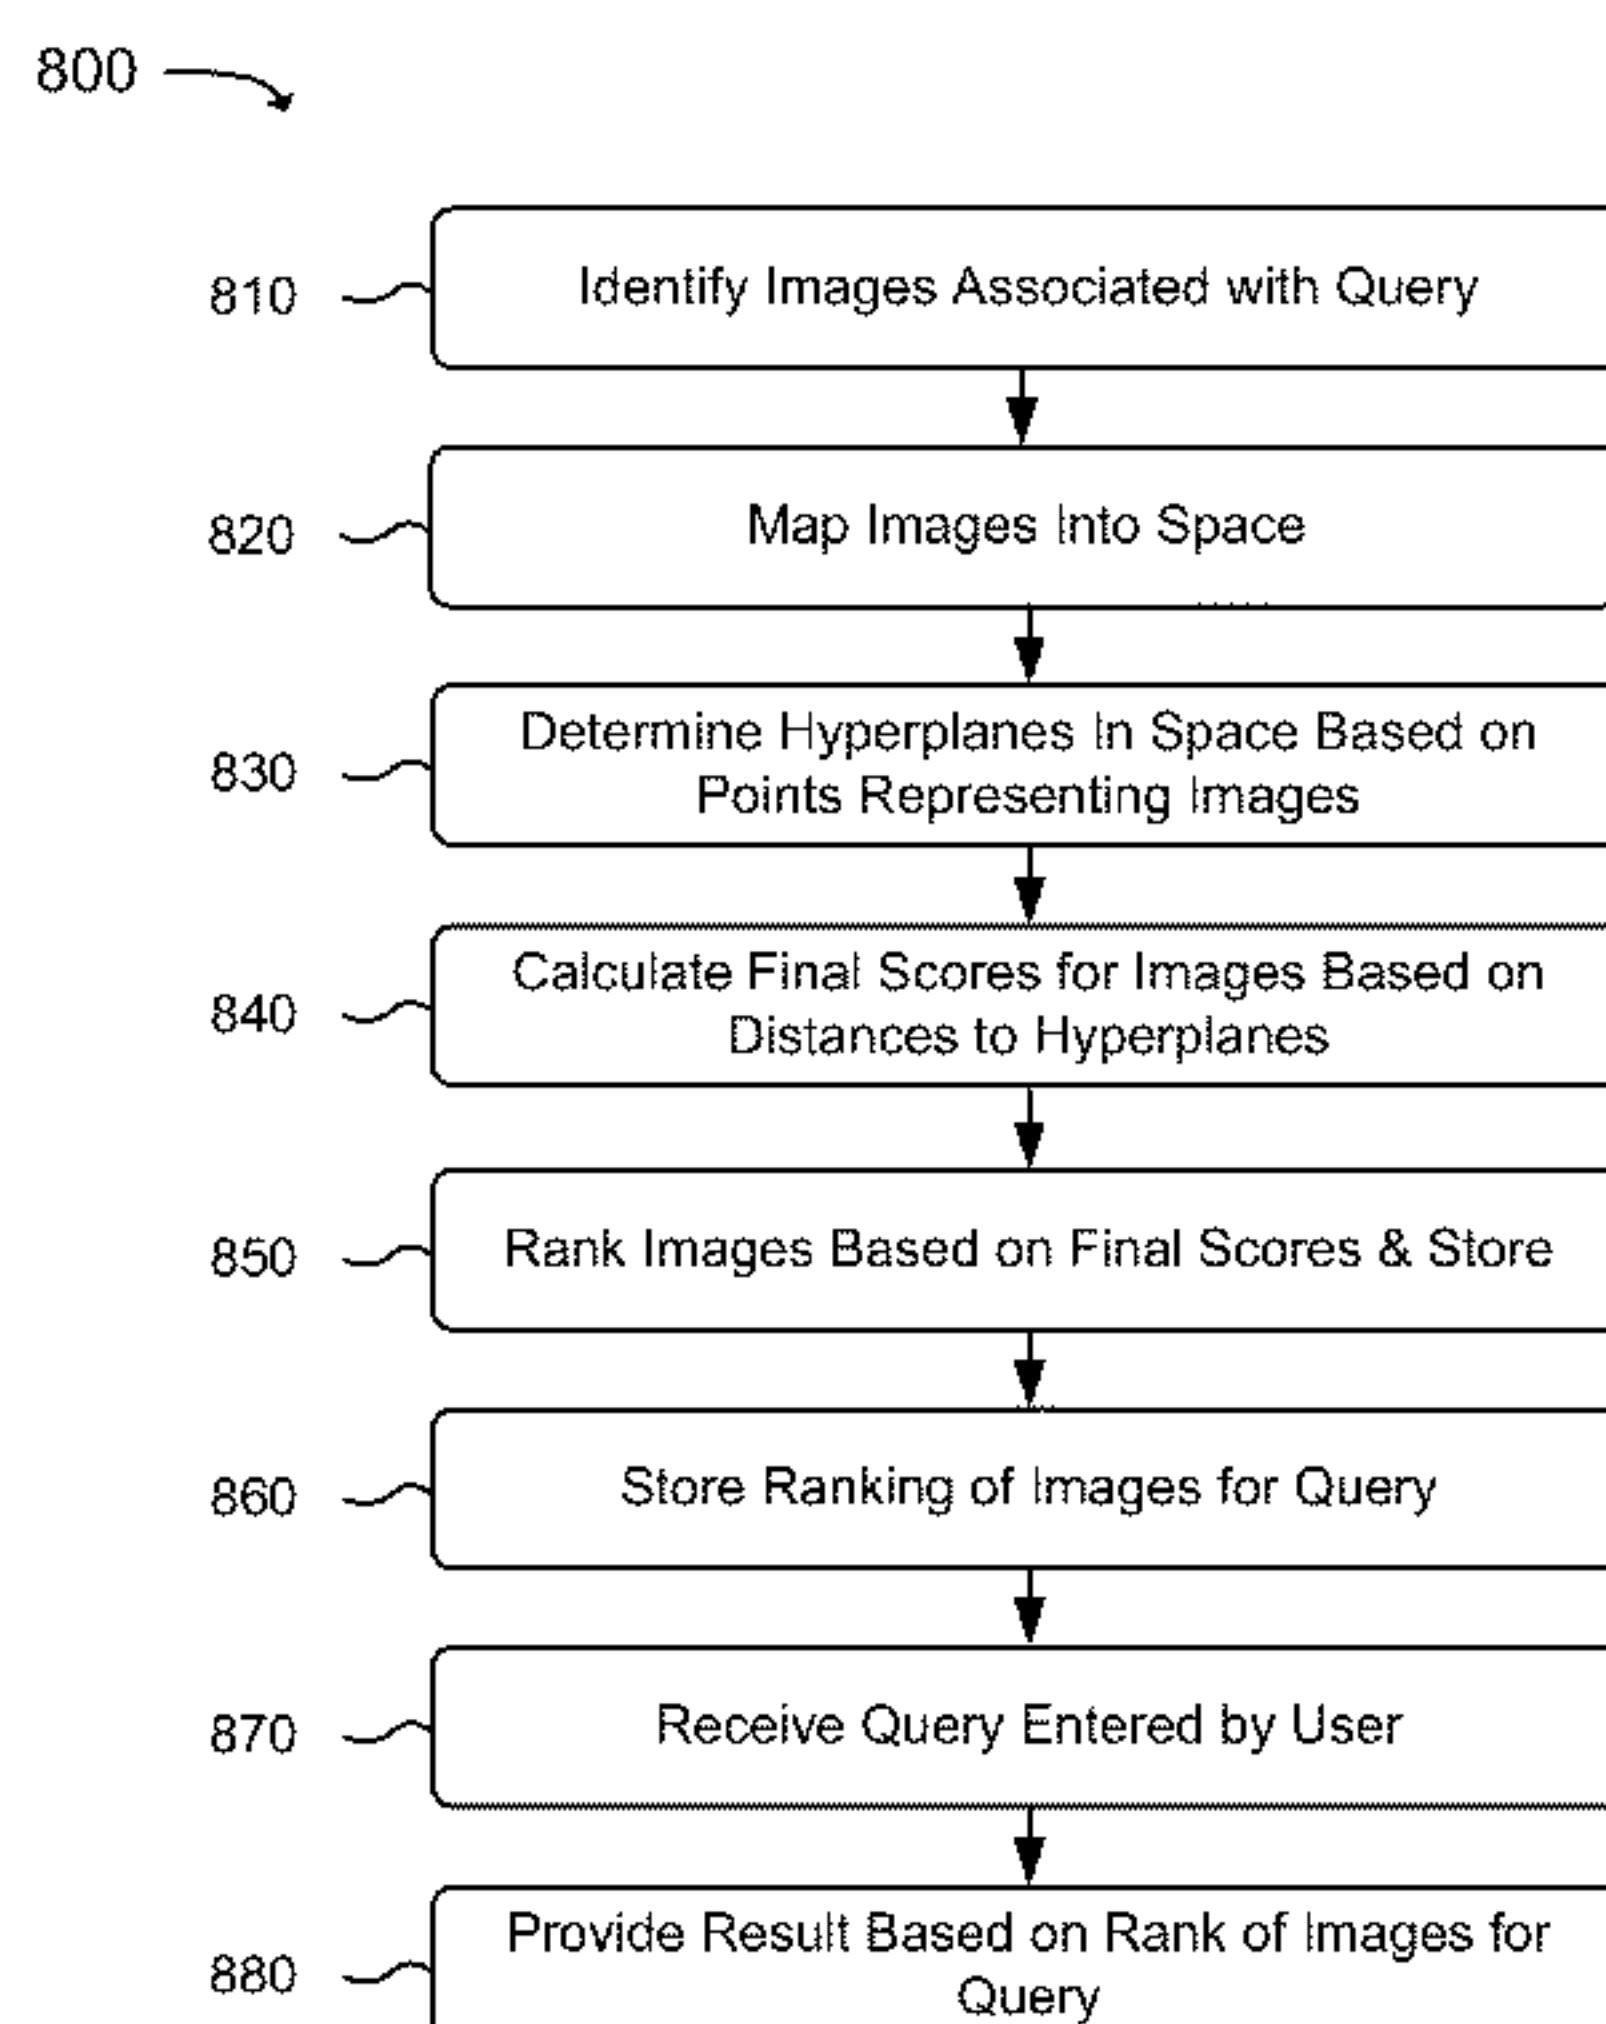 800
810
Identify Images Associated with Query
820
Map Images Into Space
830
Determine Hyperplanes In Space Based on
Points Representing Images
840
Calculate Final Scores for Images Based on
Distances to Hyperplanes
850
Rank Images Based on Final Scores & Store
860
Store Ranking of Images for Query
870
Receive Query Entered by User
880
Provide Result Based on Rank of Images for
Query